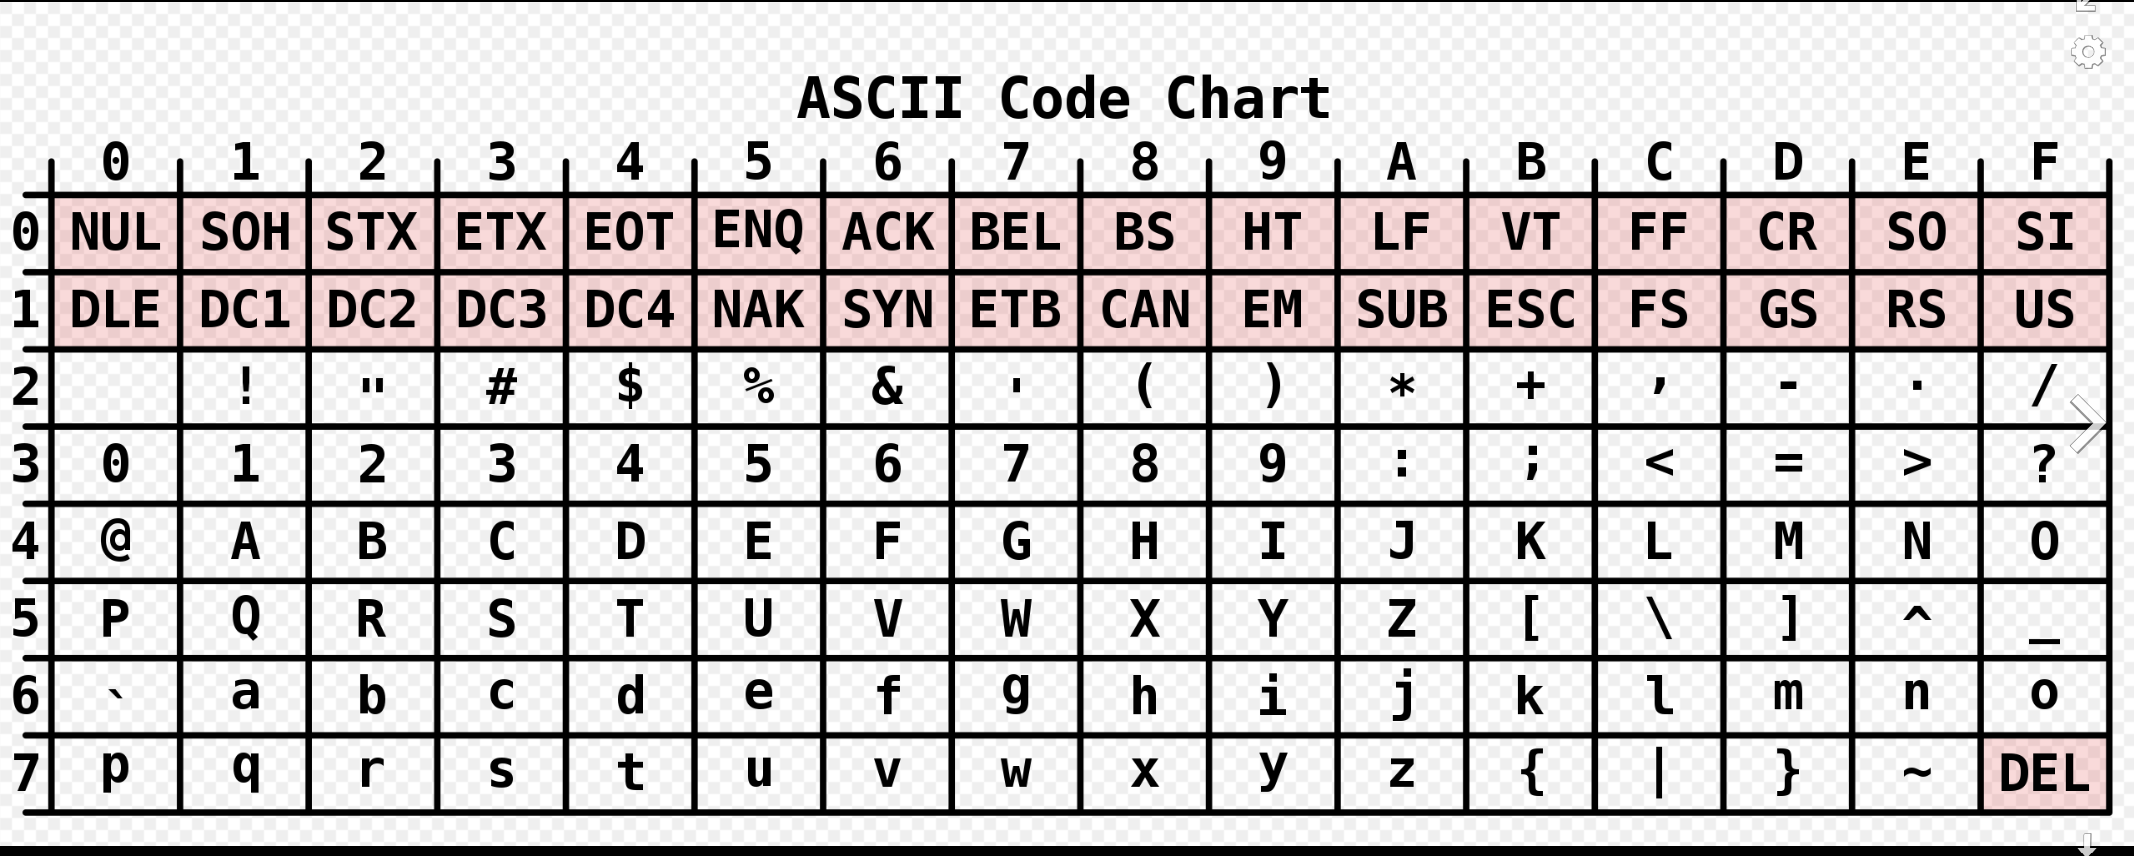 ASCII Code Chart
0 1 2 3 4 5 6 7 8 9 A B C D E F
0 NUL SOH STX ETX EOT ENQ ACK BEL BS HT LF VT FF CR SO SI
1 DLE DC1 DC2 DC3 DC4 NAK SYN ETB CAN EM SUB ESC FS GS RS US
2 ! " # $ % & ' ( ) * + , - . /
3 0 1 2 3 4 5 6 7 8 9 : ; < = > ?
4 @ A B C D E F G H I J K L M N O
5 P Q R S T U V W X Y Z [ \ ] ^ _
6 ` a b c d e f g h i j k l m n o
7 p q r s t u v w x y z { | } ~ DEL